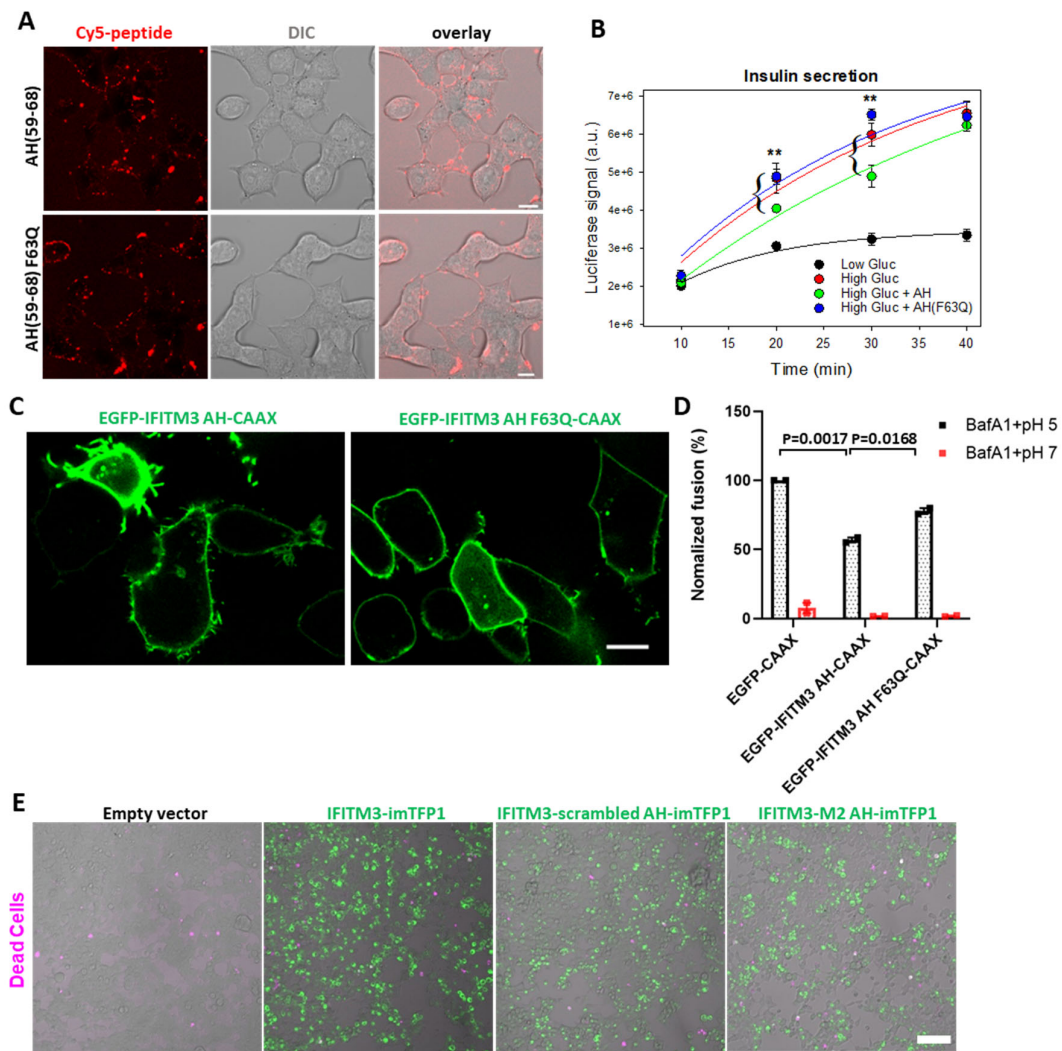 A
Cy5-peptide
DIC
overlay
AH(59-68)
AH(59-68) F63Q
B
Insulin secretion
Luciferase signal (a.u.)
7e+6
6e+6
5e+6
4e+6
3e+6
2e+6
1e+6
**
**
{
{
Low Gluc
High Gluc
High Gluc + AH
High Gluc + AH(F63Q)
10 15 20 25 30 35 40
Time (min)
C
EGFP-IFITM3 AH-CAAX
EGFP-IFITM3 AH F63Q-CAAX
D
Nomalized fusion (%)
150
100
50
0
P=0.0017
P=0.0168
BafA1+pH 5
BafA1+pH 7
EGFP-CAAX
EGFP-IFITM3 AH-CAAX
EGFP-IFITM3 AH F63Q-CAAX
E
Empty vector
IFITM3-imTFP1
IFITM3-scrambled AH-imTFP1
IFITM3-M2 AH-imTFP1
Dead Cells